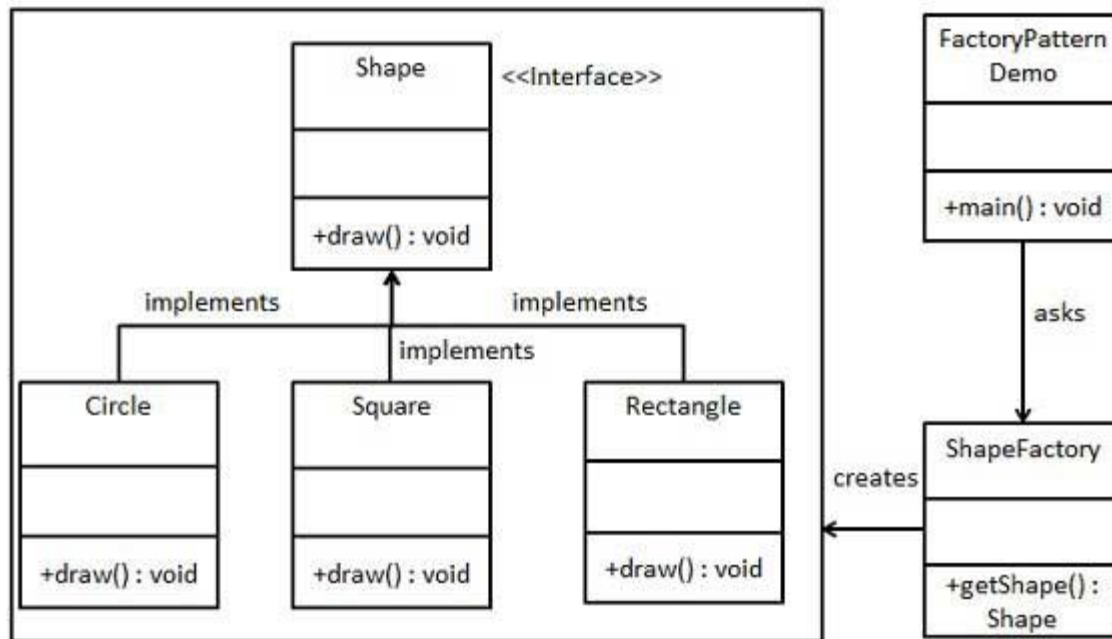 Shape
<<Interface>>
+draw() : void
implements
implements
implements
Circle
+draw() : void
Square
+draw() : void
Rectangle
+draw() : void
FactoryPattern
Demo
+main() : void
asks
ShapeFactory
+getShape() :
Shape
creates